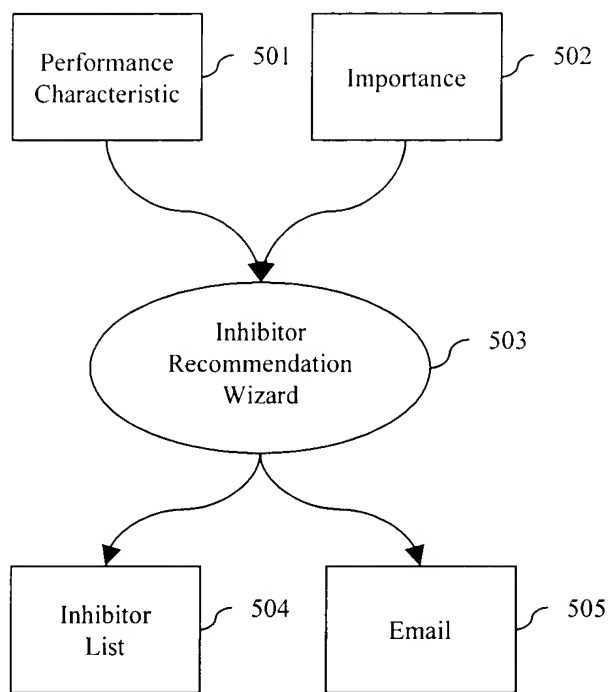 Performance
Characteristic
501
Importance
502
Inhibitor
Recommendation
Wizard
503
Inhibitor
List
504
Email
505